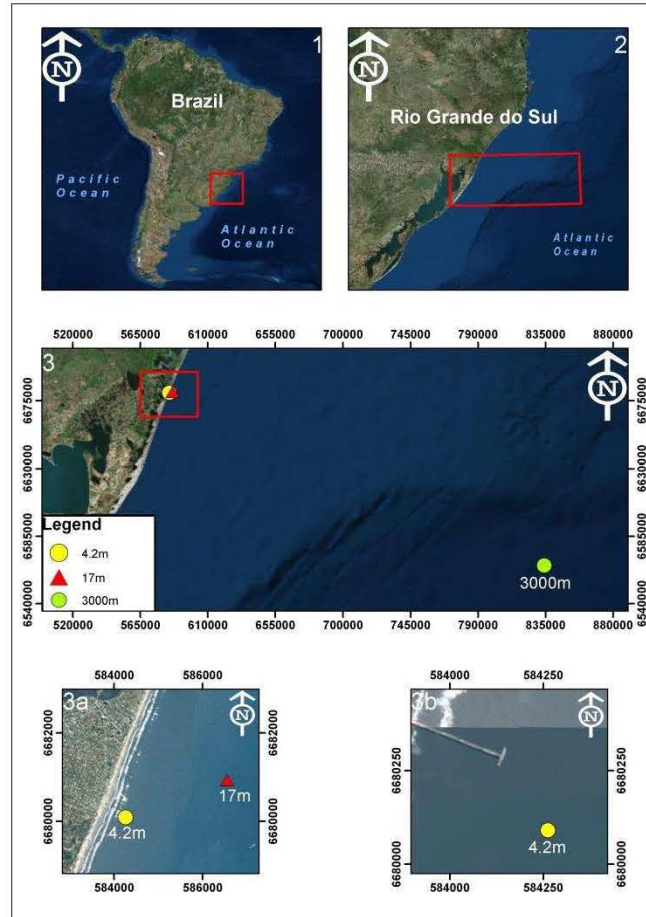 N
1
Brazil
Pacific
Ocean
Atlantic
Ocean
N
2
Rio Grande do Sul
Atlantic
Ocean
520000 565000 610000 655000 700000 745000 790000 835000 880000
3
N
6675000
6630000
6585000
6540000
6675000
6630000
6585000
6540000
Legend
4.2m
17m
3000m
3000m
520000 565000 610000 655000 700000 745000 790000 835000 880000
584000 586000
3a
N
6682000
6680000
6682000
6680000
17m
4.2m
584000 586000
584000 584250
3b
N
6680250
6680000
6680250
6680000
4.2m
584000 584250